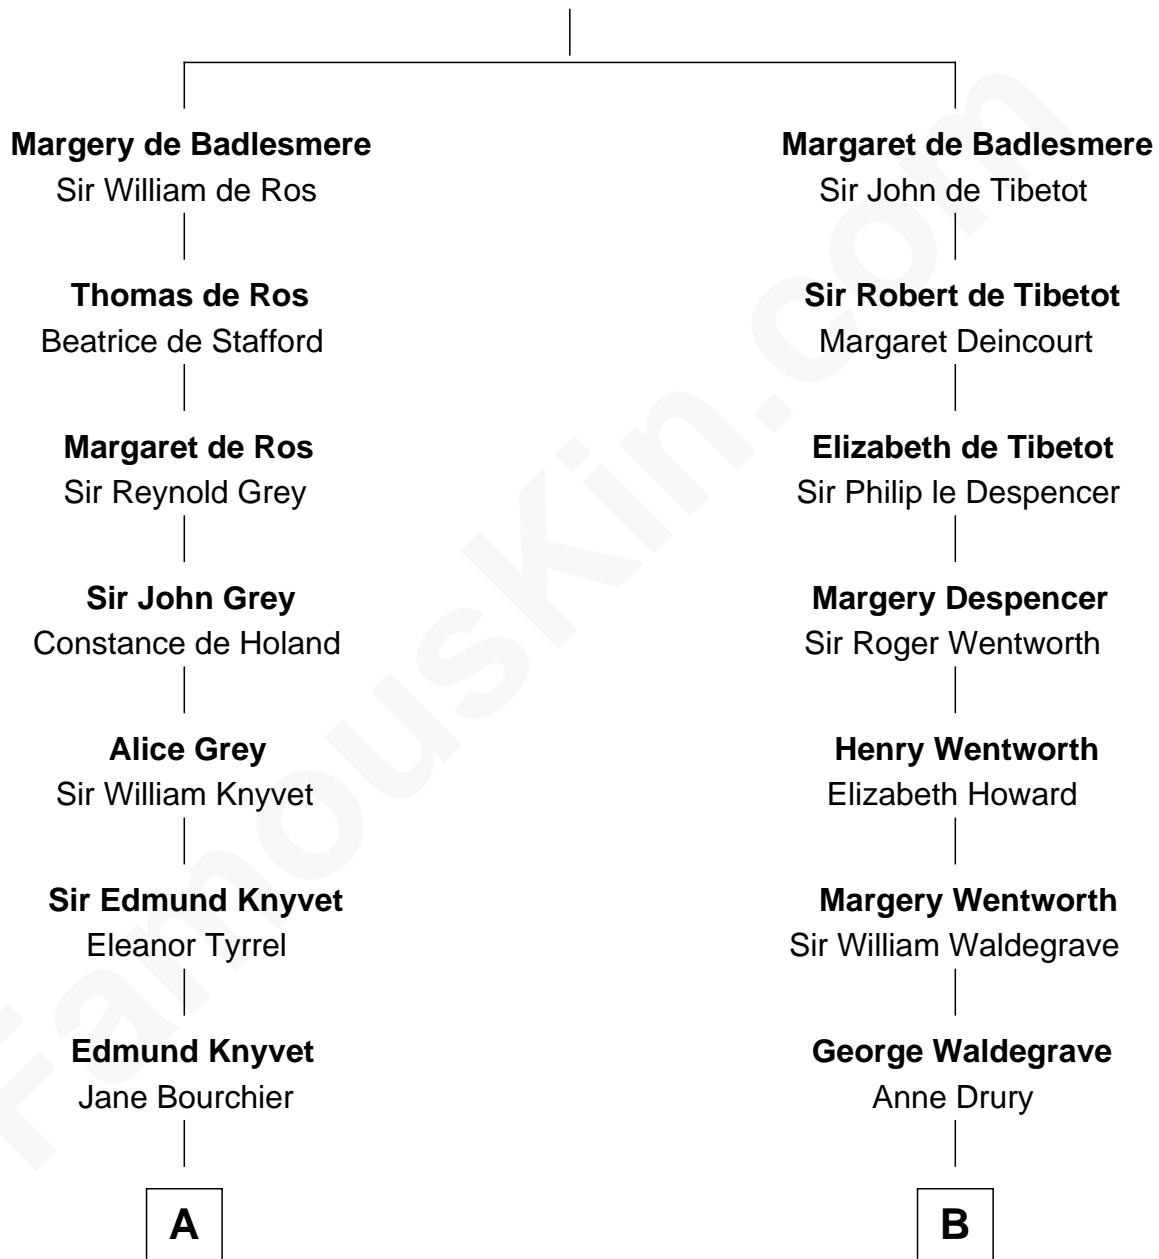 Margery de Badlesmere
Sir William de Ros
Margaret de Badlesmere
Sir John de Tibetot
Thomas de Ros
Beatrice de Stafford
Sir Robert de Tibetot
Margaret Deincourt
Margaret de Ros
Sir Reynold Grey
Elizabeth de Tibetot
Sir Philip le Despencer
Sir John Grey
Constance de Holand
Margery Despencer
Sir Roger Wentworth
Alice Grey
Sir William Knyvet
Henry Wentworth
Elizabeth Howard
Sir Edmund Knyvet
Eleanor Tyrrel
Margery Wentworth
Sir William Waldegrave
Edmund Knyvet
Jane Bourchier
George Waldegrave
Anne Drury
A
B
FamousKin.com